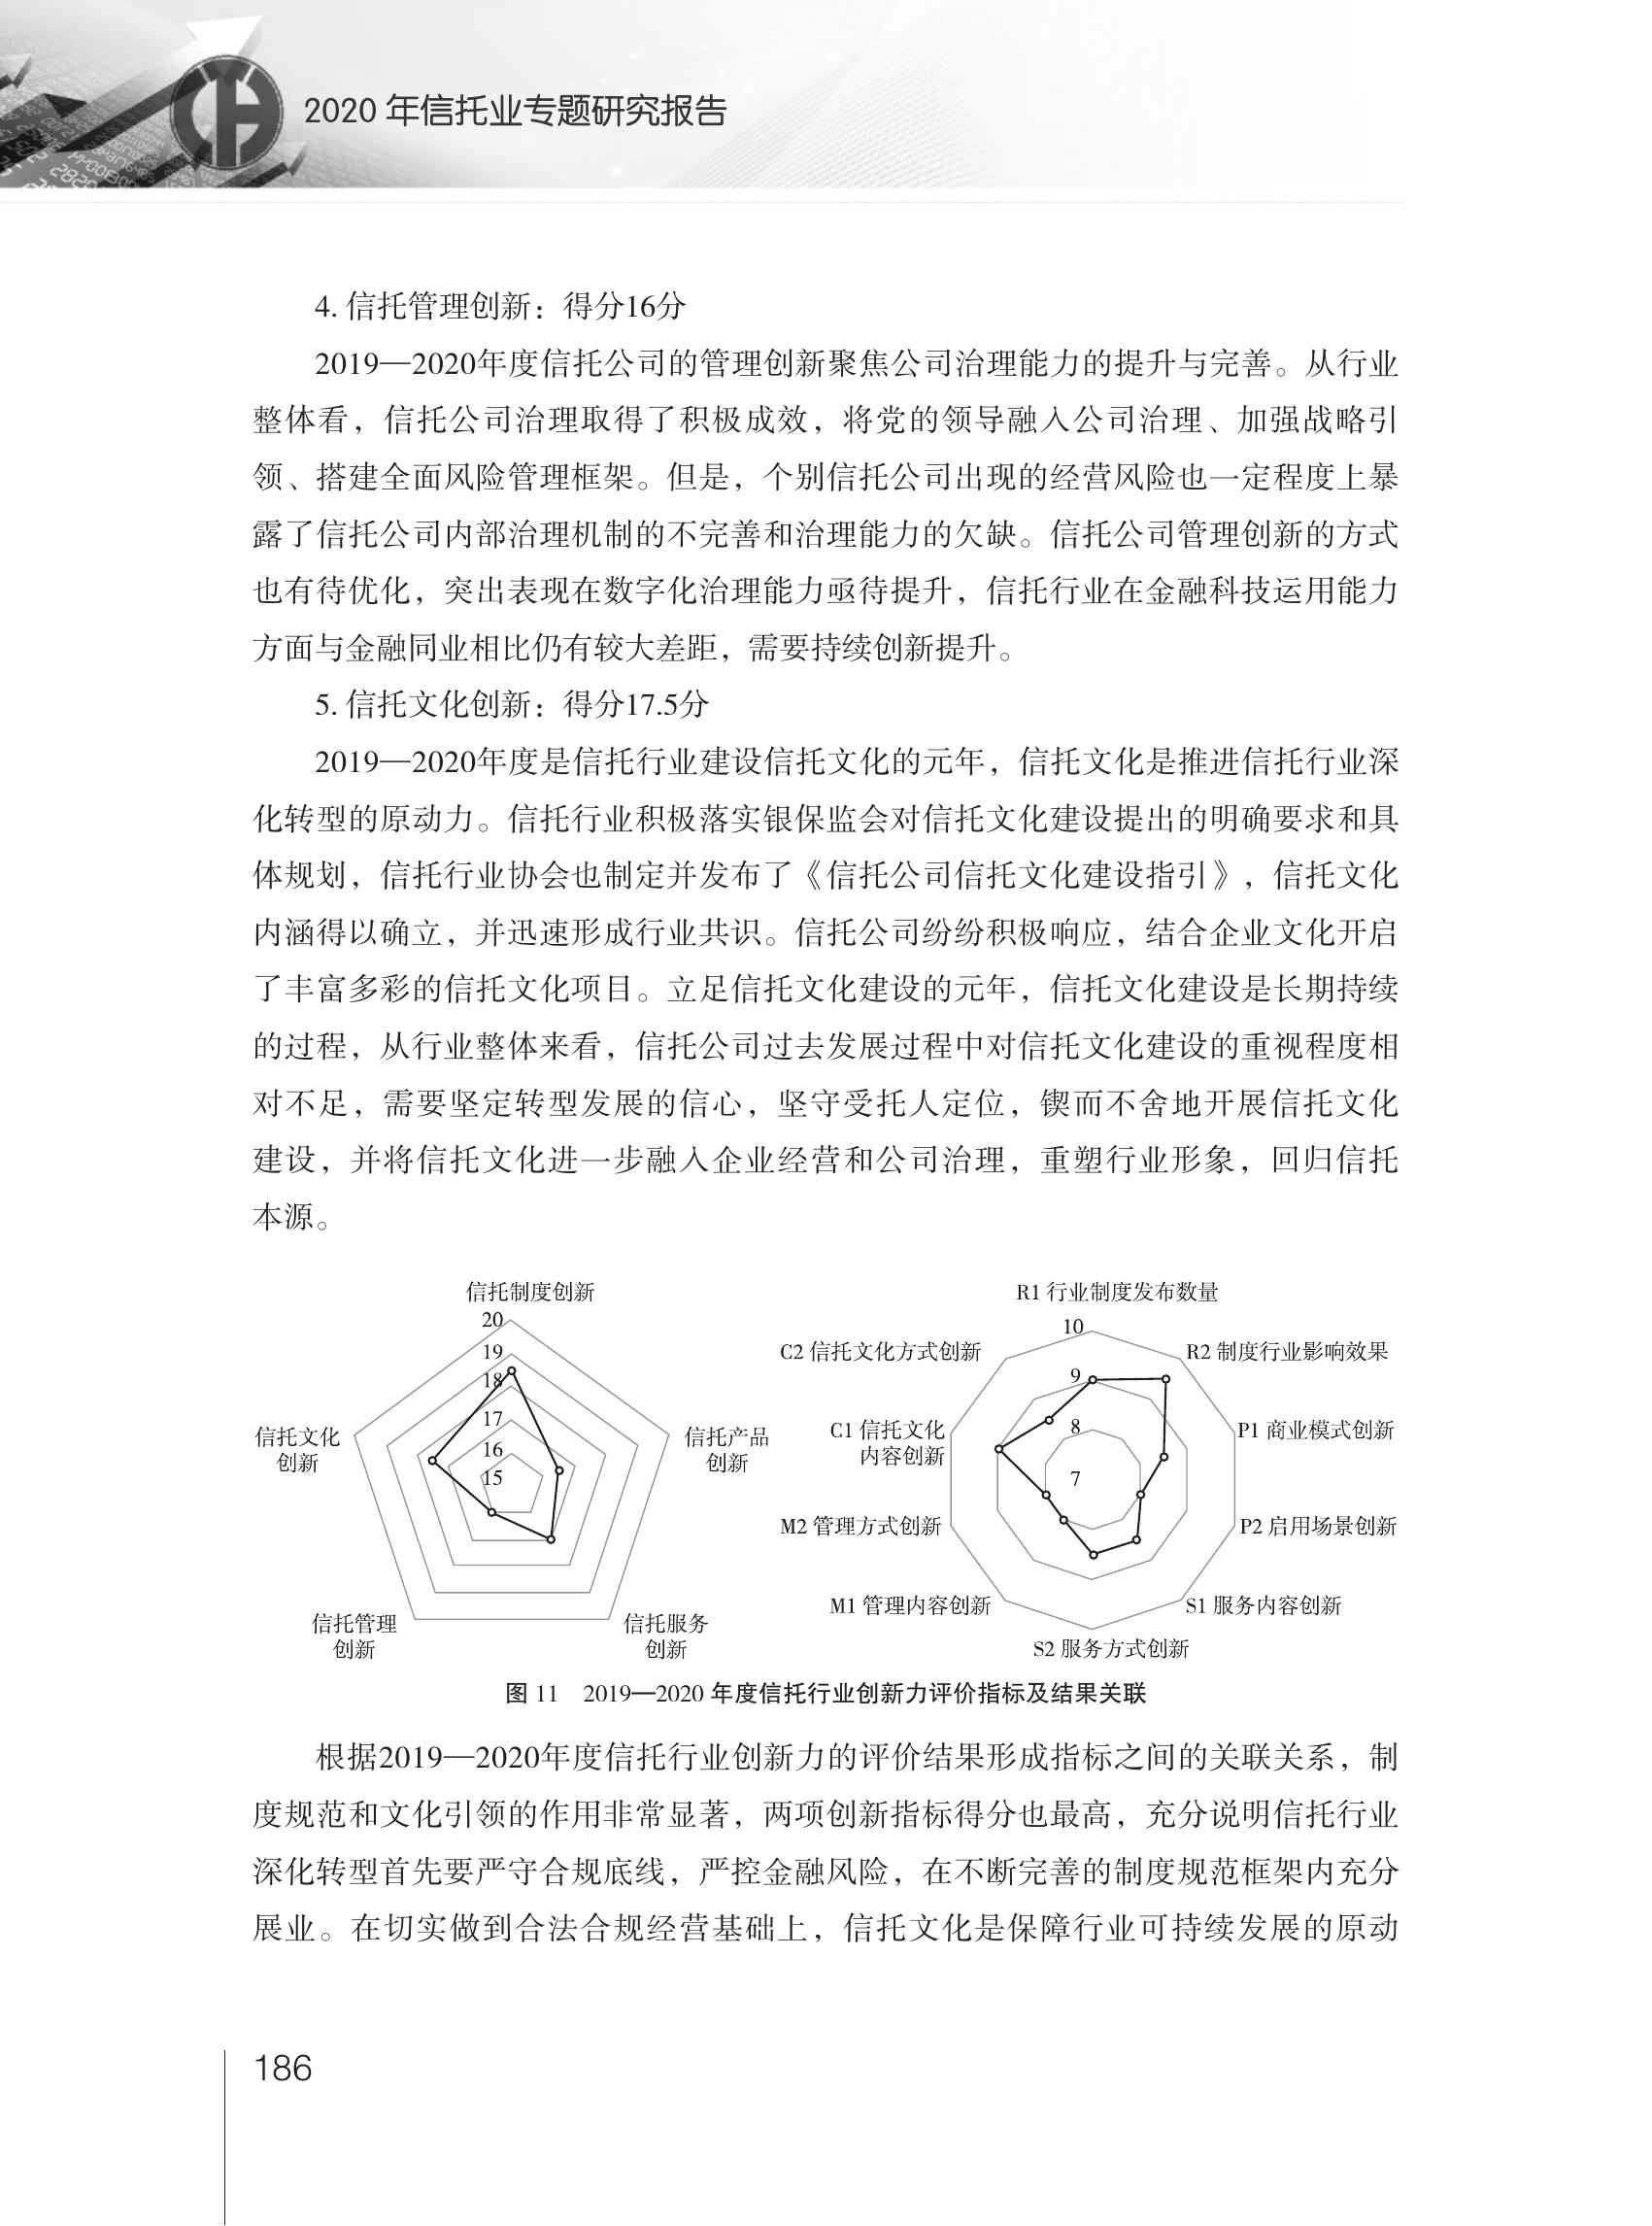 2020 年信托业专题研究报告
4. 信托管理创新：得分16分
2019—2020年度信托公司的管理创新聚焦公司治理能力的提升与完善。从行业
整体看，信托公司治理取得了积极成效，将党的领导融入公司治理、加强战略引
领、搭建全面风险管理框架。但是，个别信托公司出现的经营风险也一定程度上暴
露了信托公司内部治理机制的不完善和治理能力的欠缺。信托公司管理创新的方式
也有待优化，突出表现在数字化治理能力亟待提升，信托行业在金融科技运用能力
方面与金融同业相比仍有较大差距，需要持续创新提升。
5. 信托文化创新：得分17.5分
2019—2020年度是信托行业建设信托文化的元年，信托文化是推进信托行业深
化转型的原动力。信托行业积极落实银保监会对信托文化建设提出的明确要求和具
体规划，信托行业协会也制定并发布了《信托公司信托文化建设指引》，信托文化
内涵得以确立，并迅速形成行业共识。信托公司纷纷积极响应，结合企业文化开启
了丰富多彩的信托文化项目。立足信托文化建设的元年，信托文化建设是长期持续
的过程，从行业整体来看，信托公司过去发展过程中对信托文化建设的重视程度相
对不足，需要坚定转型发展的信心，坚守受托人定位，锲而不舍地开展信托文化
建设，并将信托文化进一步融入企业经营和公司治理，重塑行业形象，回归信托
本源。
信托制度创新
20
19
18
17
16
15
信托产品
创新
信托服务
创新
信托管理
创新
信托文化
创新
R1 行业制度发布数量
10
9
8
7
R2 制度行业影响效果
P1 商业模式创新
P2 启用场景创新
S1 服务内容创新
S2 服务方式创新
M1 管理内容创新
M2 管理方式创新
C1 信托文化
内容创新
C2 信托文化方式创新
图 11 2019—2020 年度信托行业创新力评价指标及结果关联
根据2019—2020年度信托行业创新力的评价结果形成指标之间的关联关系，制
度规范和文化引领的作用非常显著，两项创新指标得分也最高，充分说明信托行业
深化转型首先要严守合规底线，严控金融风险，在不断完善的制度规范框架内充分
展业。在切实做到合法合规经营基础上，信托文化是保障行业可持续发展的原动
186